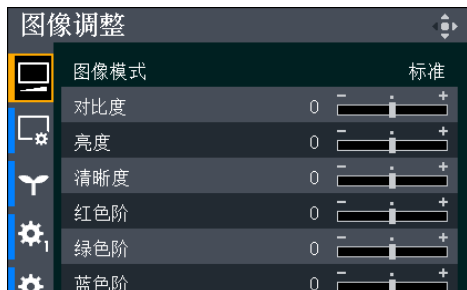 图像调整
图像模式 标准
对比度 0 - +
亮度 0 - +
清晰度 0 - +
红色阶 0 - +
绿色阶 0 - +
1
蓝色阶 0 - +